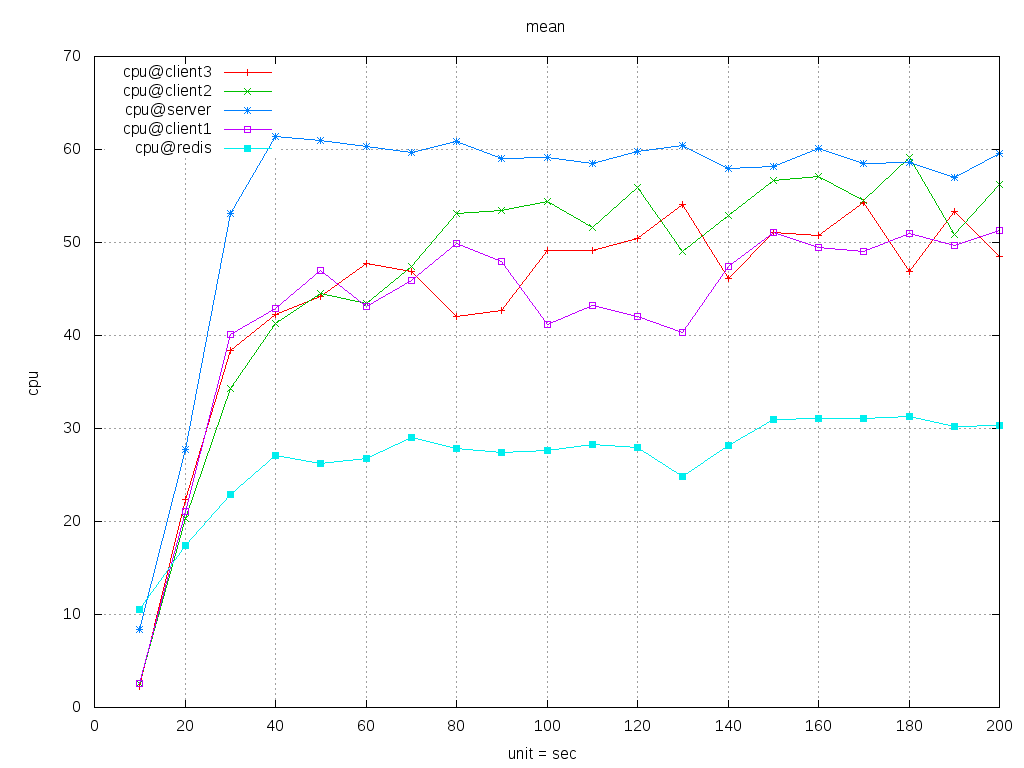 mean
70
60
50
40
30
20
10
0
cpu
cpu@client3
cpu@client2
cpu@server
cpu@client1
cpu@redis
0 20 40 60 80 100 120 140 160 180 200
unit = sec